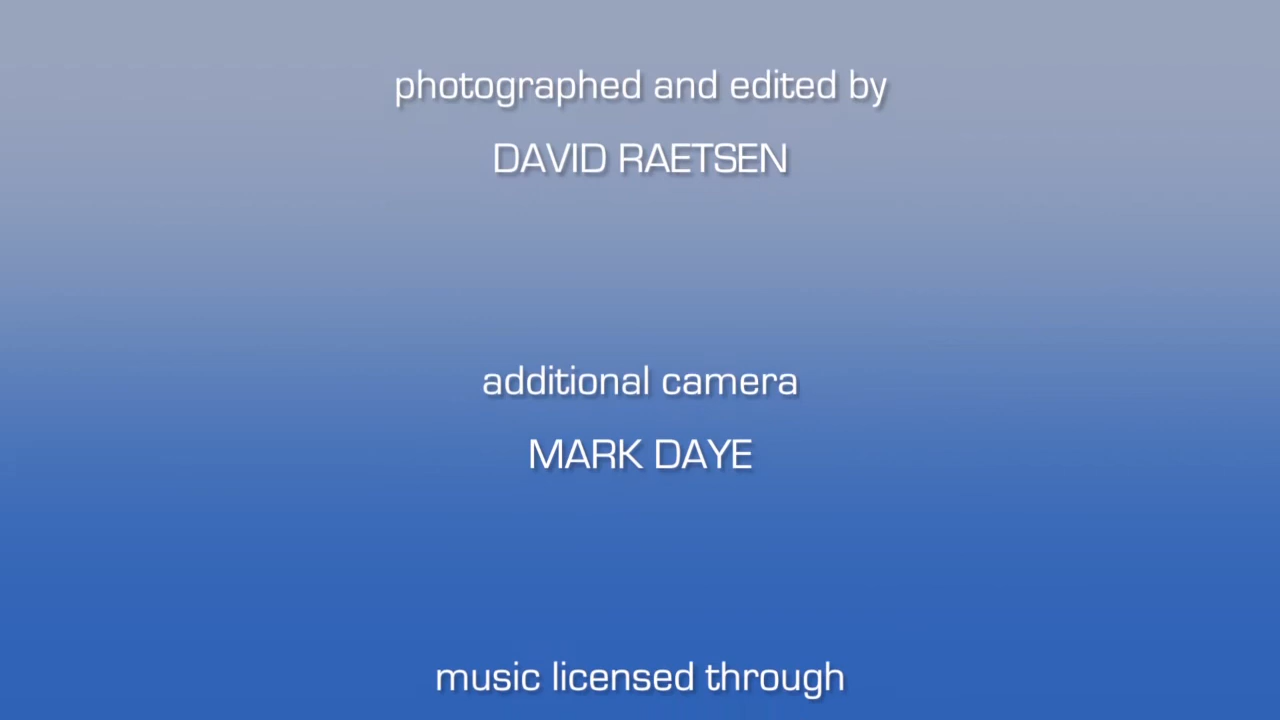 photographed and edited by
DAVID RAETSEN
additional camera
MARK DAYE
music licensed through